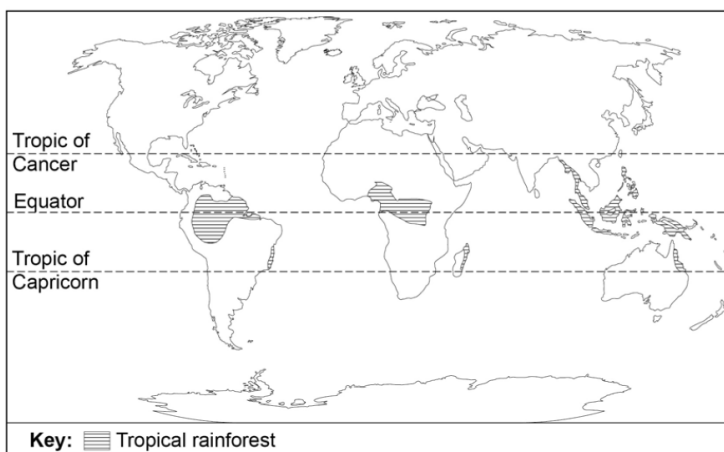 Tropic of
Cancer
Equator
Tropic of
Capricorn
Key: Tropical rainforest